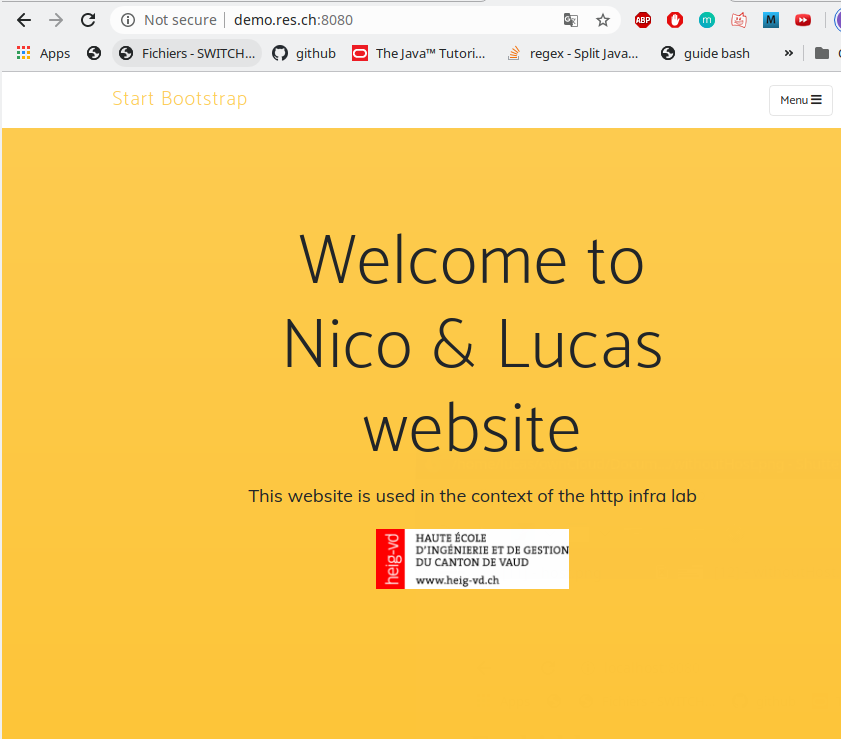 Not secure | demo.res.ch:8080
ABP
m
M
Apps
Fichiers - SWITCH...
github
The Java™ Tutori...
regex - Split Java...
guide bash
»
Start Bootstrap
Menu
Welcome to
Nico & Lucas
website
This website is used in the context of the http infra lab
heig-vd
HAUTE ÉCOLE
D'INGÉNIERIE ET DE GESTION
DU CANTON DE VAUD
www.heig-vd.ch